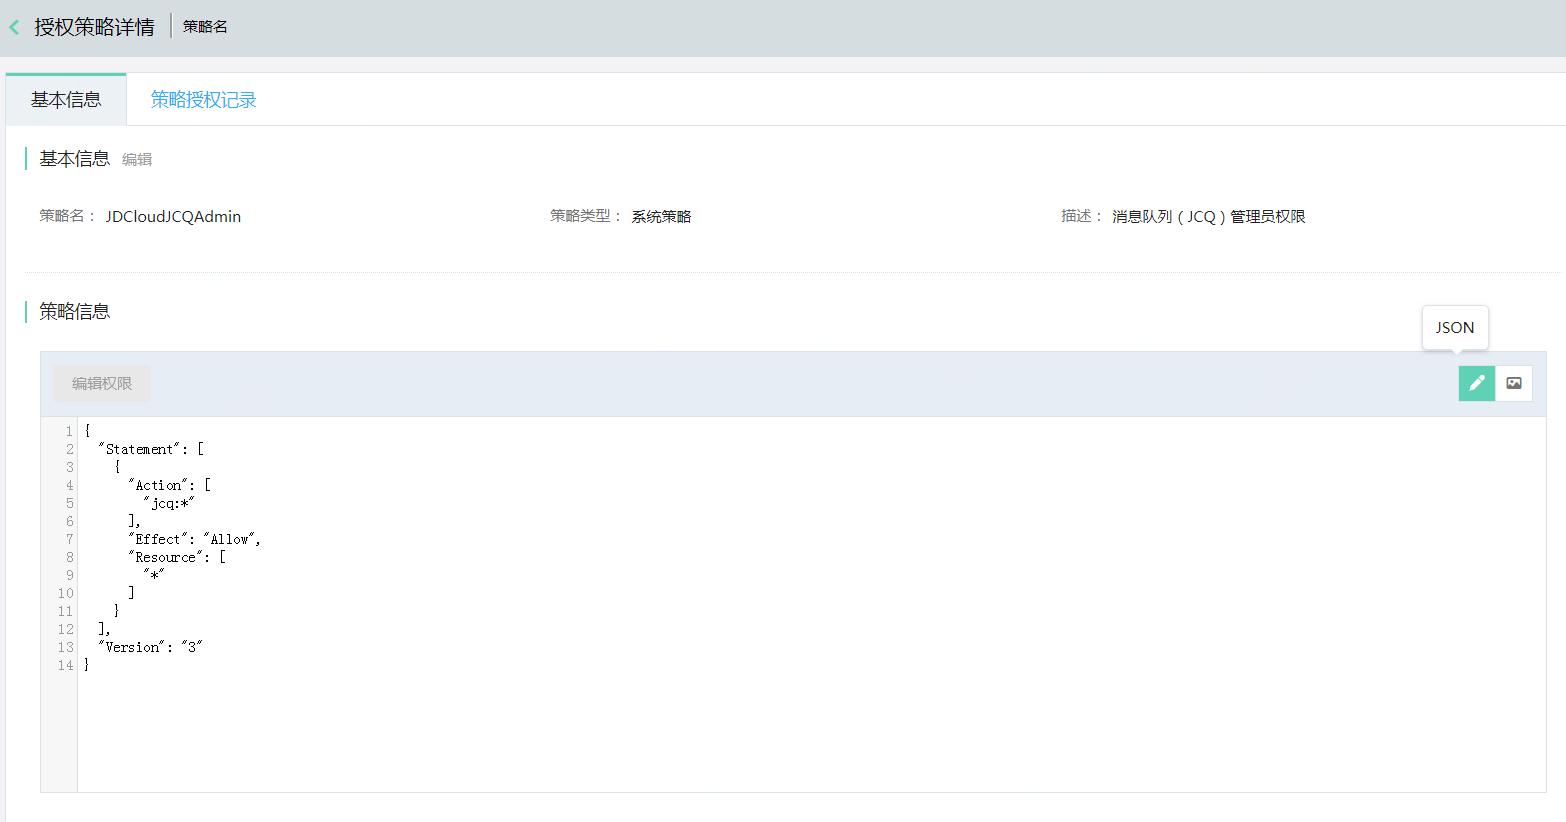 授权策略详情 策略名
基本信息 策略授权记录
基本信息 编辑
策略名： JDCloudJCQAdmin 策略类型： 系统策略 描述： 消息队列（JCQ）管理员权限
策略信息
JSON
编辑权限
1 {
2 "Statement": [
3 {
4 "Action": [
5 "jcq:*"
6 ],
7 "Effect": "Allow",
8 "Resource": [
9 "*"
10 ]
11 }
12 ],
13 "Version": "3"
14 }